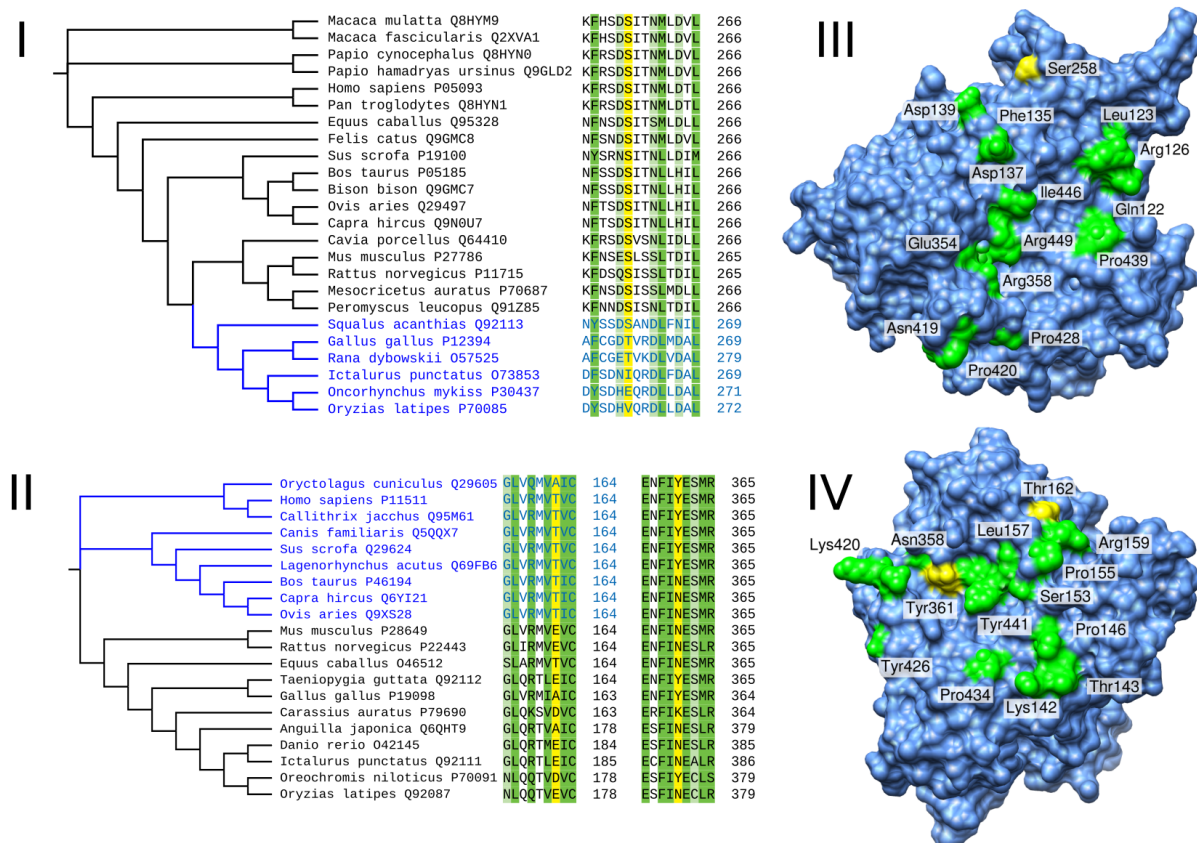 I
Macaca mulatta Q8HYM9 KFHSDSITNMLDVL 266
Macaca fascicularis Q2XVA1 KFHSDSITNMLDVL 266
Papio cynocephalus Q8HYN0 KFRSDSITNMLDVL 266
Papio hamadryas ursinus Q9GLD2 KFRSDSITNMLDVL 266
Homo sapiens P05093 KFRSDSITNMLDVL 266
Pan troglodytes Q8HYN1 KFRSDSITNMLDVL 266
Equus caballus Q95328 NFNSDSITSMLDLL 266
Felis catus Q9GMC8 NFSNDSITNMLDVL 266
Sus scrofa P19100 NYSRNSITNLLDIM 266
Bos taurus P05185 NFTSDSITNLLHIL 266
Bison bison Q9GMC7 NFTSDSITNLLHIL 266
Ovis aries Q29497 NFTSDSITNLLHIL 266
Capra hircus Q9N0U7 NFTSDSITNLLHIL 266
Cavia porcellus Q64410 KFRSDSVSNLIDLL 266
Mus musculus P27786 KFNSESLSSLTDIL 265
Rattus norvegicus P11715 KFDSQSISNLTDIL 265
Mesocricetus auratus P70687 KFNSDSISSLMDLL 266
Peromyscus leucopus Q91Z85 KFNNDSISNLTDIL 266
Squalus acanthias Q92113 NYSSDSANDLFNIL 269
Gallus gallus P12394 AFCGDTVRDLMDAL 269
Rana dybowskii O57525 AFCGETVKDLVDAL 279
Ictalurus punctatus O73853 DFSDNIQRDLFDAL 269
Oncorhynchus mykiss P30437 DYSDHEQRDLLDAL 271
Oryzias latipes P70085 DYSDHVQRDLLDAL 272
III
Ser258
Asp139
Phe135
Leu123
Arg126
Asp137
Ile446
Gln122
Glu354
Arg449
Pro439
Arg358
Asn419
Pro428
Pro420
II
Oryctolagus cuniculus Q29605 GLVQMVAIC 164 ENFIYESMR 365
Homo sapiens P11511 GLVRMVTVC 164 ENFIYESMR 365
Callithrix jacchus Q95M61 GLVRMVTVC 164 ENFIYESMR 365
Canis familiaris Q5QQX7 GLVRMVTVC 164 ENFIYESMR 365
Sus scrofa Q29624 GLVRMVTIC 164 ENFIYESMR 365
Lagenorhynchus acutus Q69FB6 GLVRMVTVC 164 ENFIYESMR 365
Bos taurus P46194 GLVRMVTIC 164 ENFINESMR 365
Capra hircus Q6YI21 GLVRMVTIC 164 ENFINESMR 365
Ovis aries Q9XS28 GLVRMVTIC 164 ENFINESMR 365
Mus musculus P28649 GLVRMVEVC 164 ENFINESMR 365
Rattus norvegicus P22443 GLIRMVEVC 164 ENFINESLR 365
Equus caballus O46512 SLARMVTVC 164 ENFIYESMR 365
Taeniopygia guttata Q92112 GLQRTLEIC 164 ENFIYESMR 365
Gallus gallus P19098 GLVRMIAIC 163 ENFIYESMR 364
Carassius auratus P79690 GLQKSVDVC 163 ERFIKESLR 364
Anguilla japonica Q6QHT9 GLQRTVAIC 178 ESFINESLR 379
Danio rerio O42145 GLQRTMEIC 184 ESFINESLR 385
Ictalurus punctatus Q92111 GLQRTLEIC 185 ECFINEALR 386
Oreochromis niloticus P70091 NLQQTVDVC 178 ESFIYECLS 379
Oryzias latipes Q92087 NLQQTVEVC 178 ESFINECLR 379
IV
Thr162
Leu157
Asn358
Arg159
Lys420
Pro155
Ser153
Tyr361
Tyr441
Pro146
Tyr426
Pro434
Thr143
Lys142